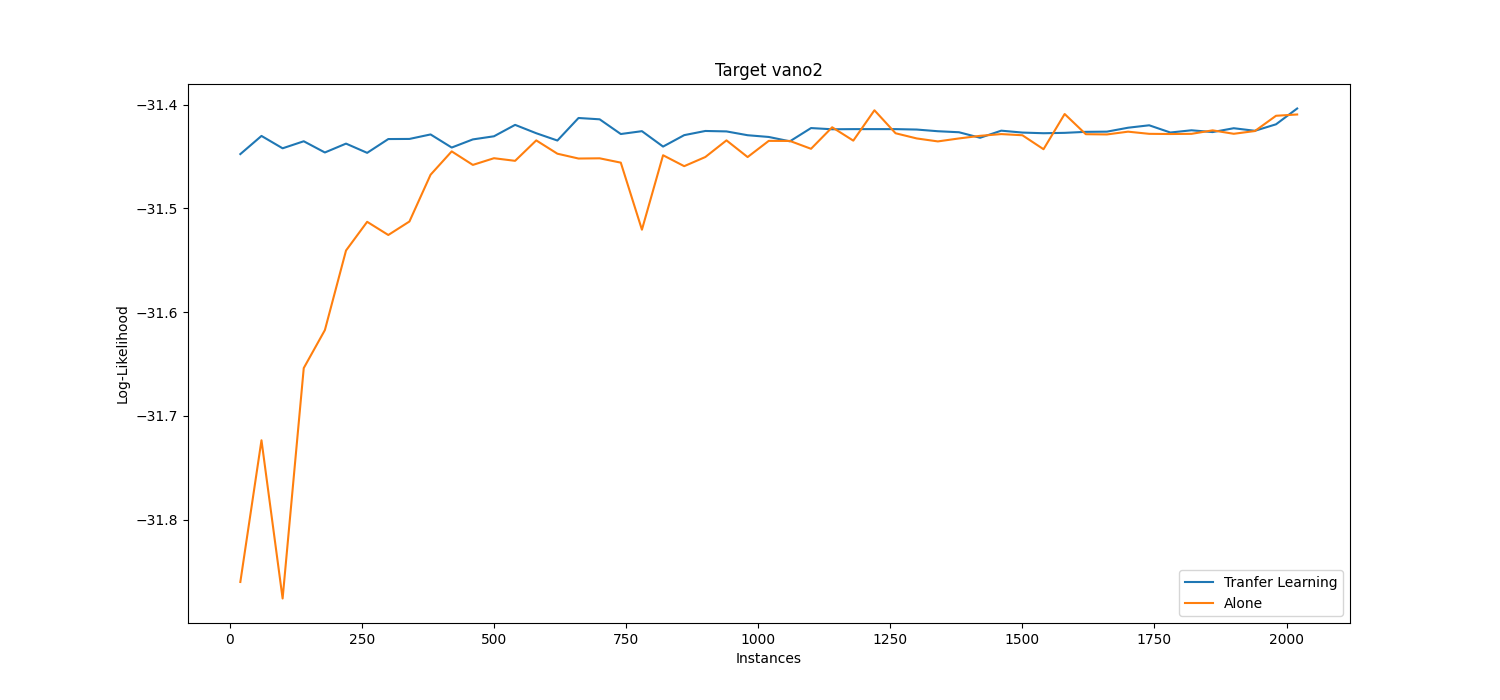 Target vano2
−31.4
−31.5
−31.6
−31.7
−31.8
Log-Likelihood
0
250
500
750
1000
1250
1500
1750
2000
Instances
Tranfer Learning
Alone